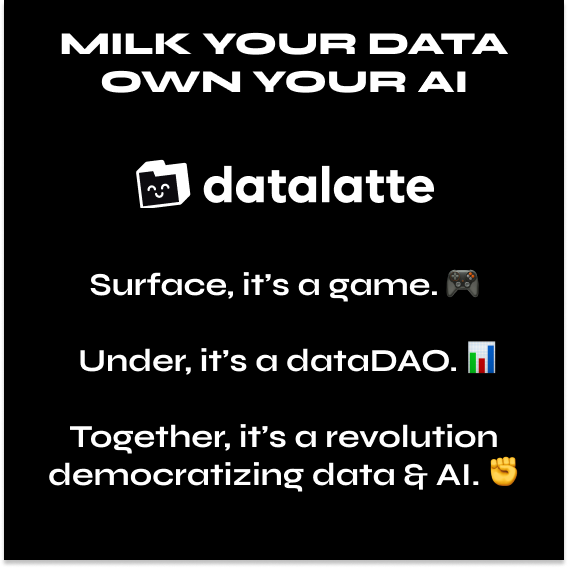 MILK YOUR DATA
OWN YOUR AI
datalatte
Surface, it's a game. 🎮
Under, it's a dataDAO. 📊
Together, it's a revolution
democratizing data & AI. ✊